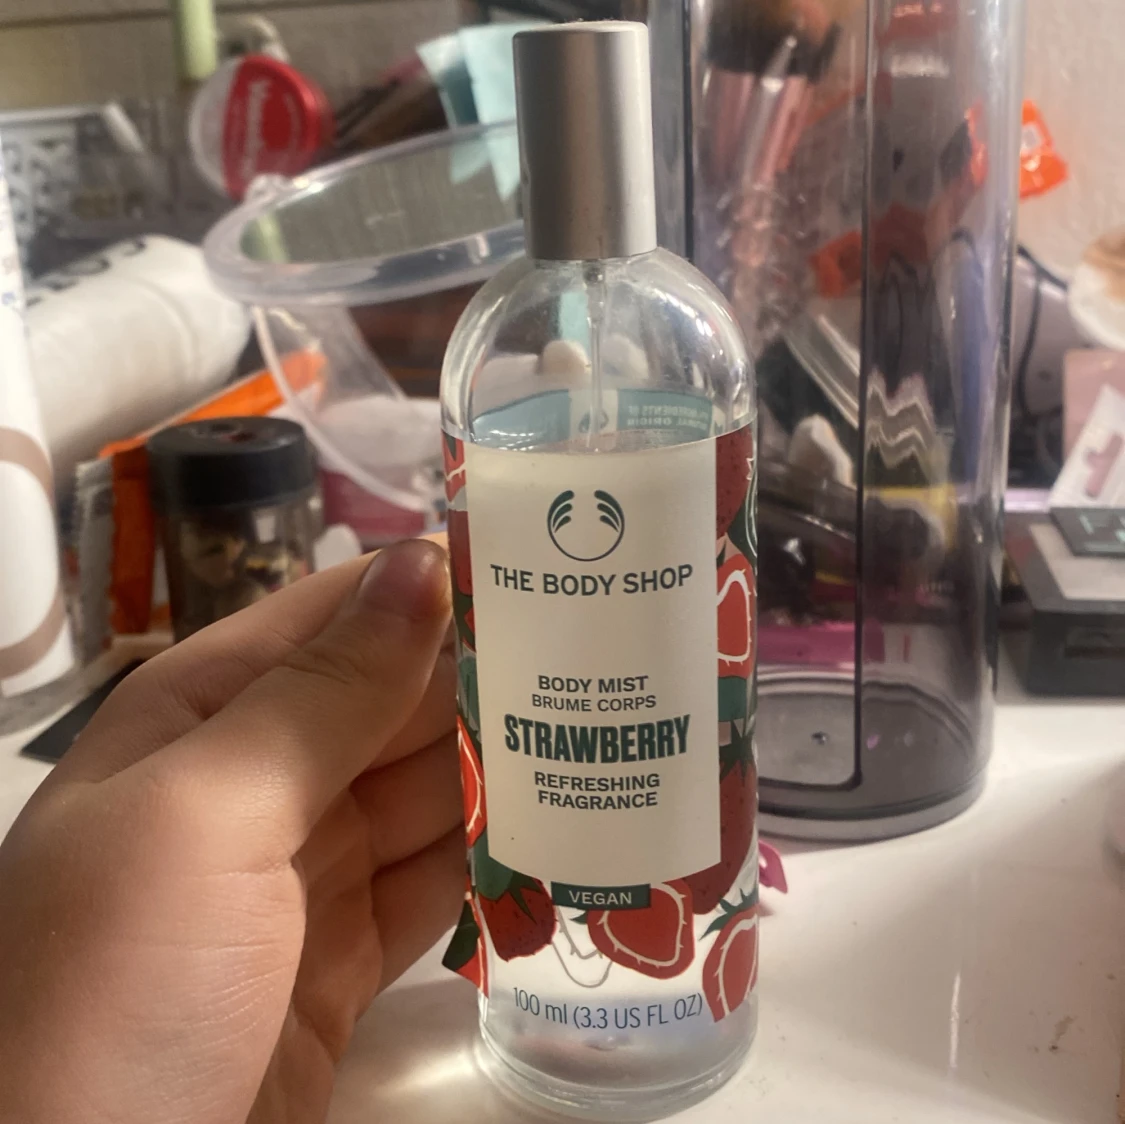 THE BODY SHOP
BODY MIST
BRUME CORPS
STRAWBERRY
REFRESHING
FRAGRANCE
VEGAN
100 ml (3.3 US FL OZ)